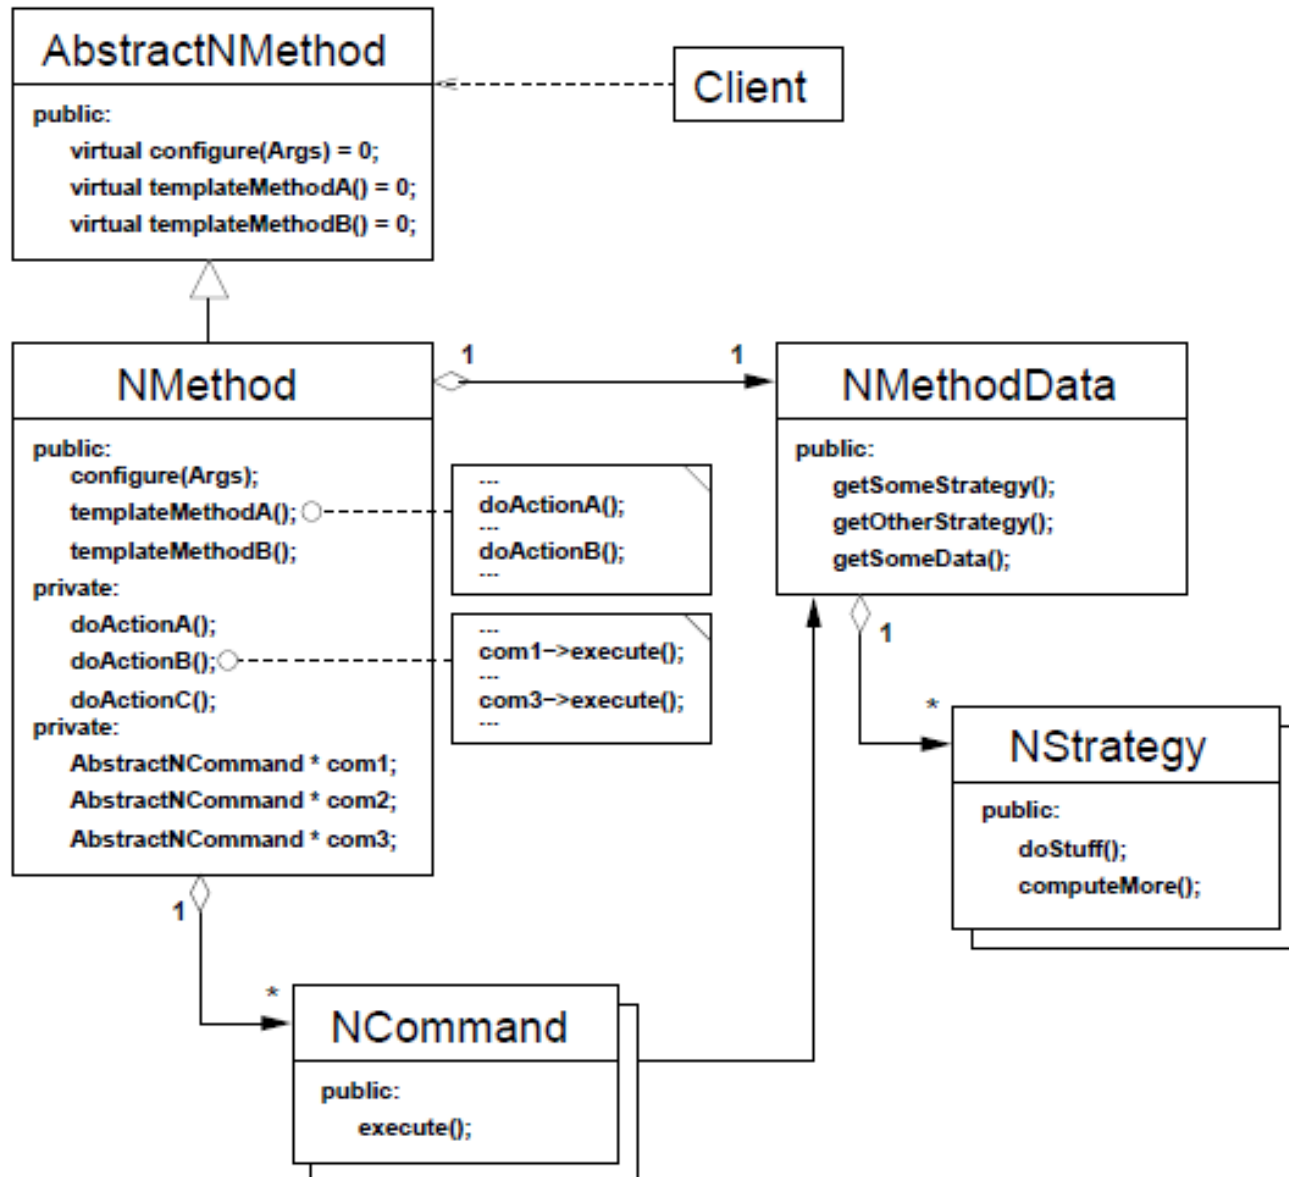 AbstractNMethod
public:
virtual configure(Args) = 0;
virtual templateMethodA() = 0;
virtual templateMethodB() = 0;
Client
NMethod
public:
configure(Args);
templateMethodA();
templateMethodB();
private:
doActionA();
doActionB();
doActionC();
private:
AbstractNCommand * com1;
AbstractNCommand * com2;
AbstractNCommand * com3;
1
1
---
doActionA();
---
doActionB();
---
---
com1->execute();
---
com3->execute();
---
NMethodData
public:
getSomeStrategy();
getOtherStrategy();
getSomeData();
1
*
NStrategy
public:
doStuff();
computeMore();
1
*
NCommand
public:
execute();